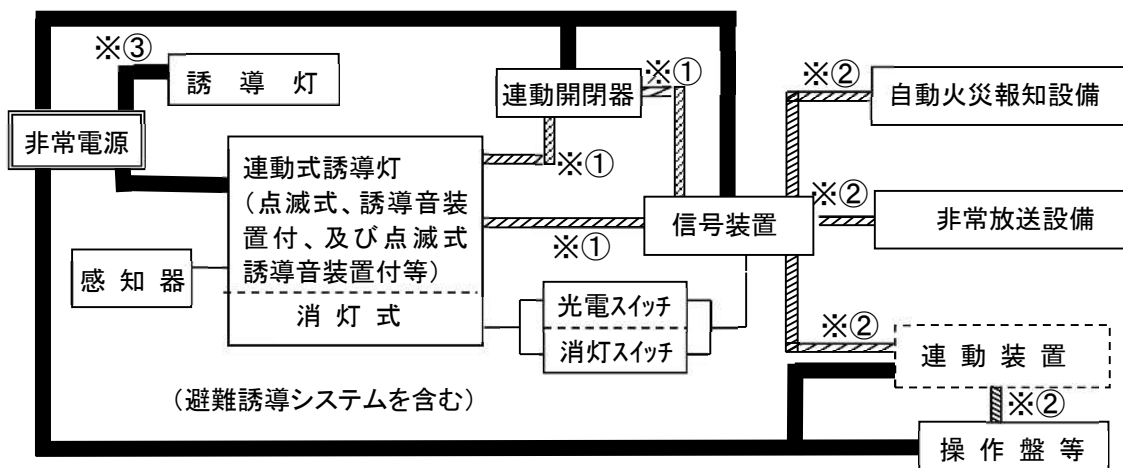 ※③
誘導灯
非常電源
連動開閉器
※①
※①
※②
自動火災報知設備
連動式誘導灯
(点滅式、誘導音装
置付、及び点滅式
誘導音装置付等)
消灯式
※①
信号装置
※②
非常放送設備
感知器
光電スイッチ
消灯スイッチ
※②
連動装置
(避難誘導システムを含む)
※②
操作盤等